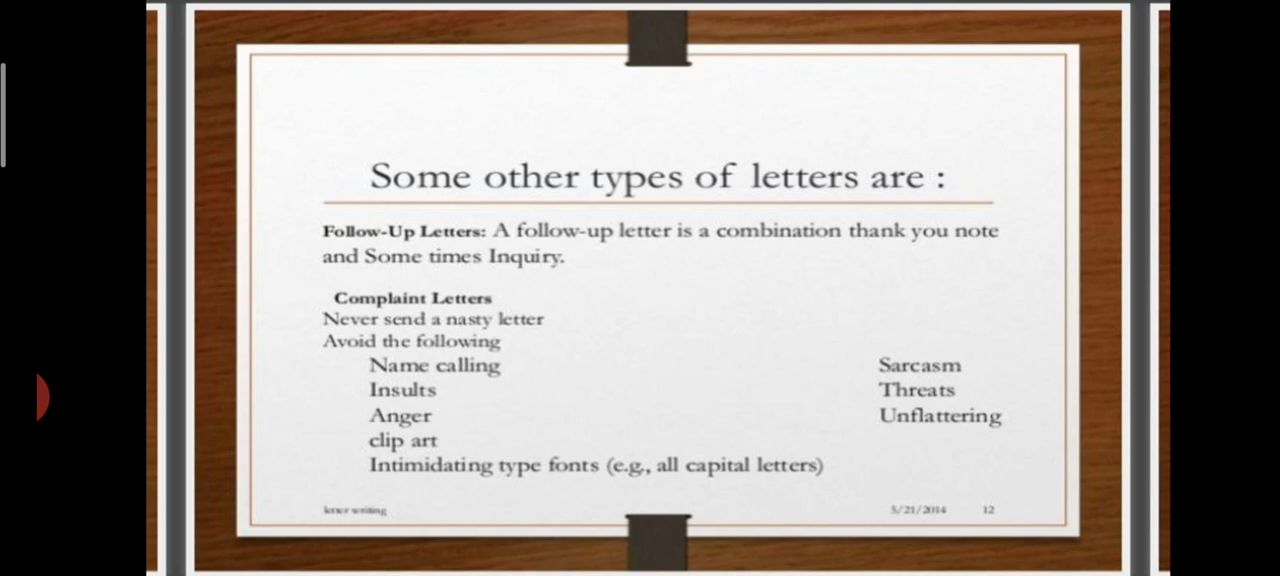 Some other types of letters are :
Follow-Up Letters: A follow-up letter is a combination thank you note
and Some times Inquiry.
Complaint Letters
Never send a nasty letter
Avoid the following
Name calling Sarcasm
Insults Threats
Anger Unflattering
clip art
Intimidating type fonts (e.g., all capital letters)
letter writing 5/21/2014 12